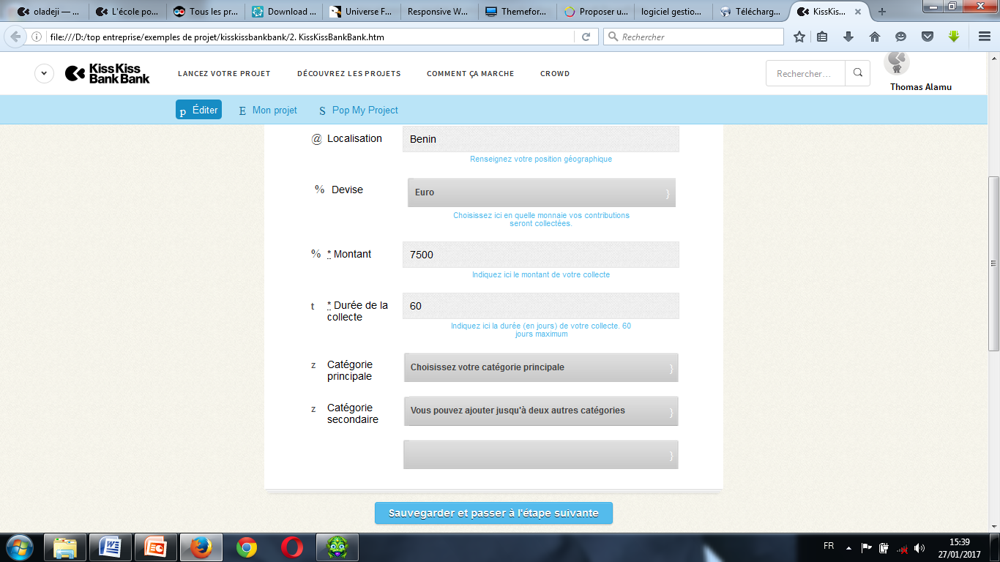 oladeji — ...
L'école po...
Tous les pr...
Download ...
Universe F...
Responsive W...
Themefor...
Proposer u...
logiciel gestio...
Télécharg...
KissKis...
file:///D:/top entreprise/exemples de projet/kisskissbankbank/2. KissKissBankBank.htm
Rechercher
KissKiss
BankBank
LANCEZ VOTRE PROJET
DÉCOUVREZ LES PROJETS
COMMENT ÇA MARCHE
CROWD
Rechercher...
Thomas Alamu
p Éditer
E Mon projet
S Pop My Project
@ Localisation
Benin
Renseignez votre position géographique
% Devise
Euro }
Choisissez ici en quelle monnaie vos contributions
seront collectées.
% * Montant
7500
Indiquez ici le montant de votre collecte
t * Durée de la
collecte
60
Indiquez ici la durée (en jours) de votre collecte. 60
jours maximum
z Catégorie
principale
Choisissez votre catégorie principale }
z Catégorie
secondaire
Vous pouvez ajouter jusqu'à deux autres catégories }
}
Sauvegarder et passer à l'étape suivante
FR
15:39
27/01/2017